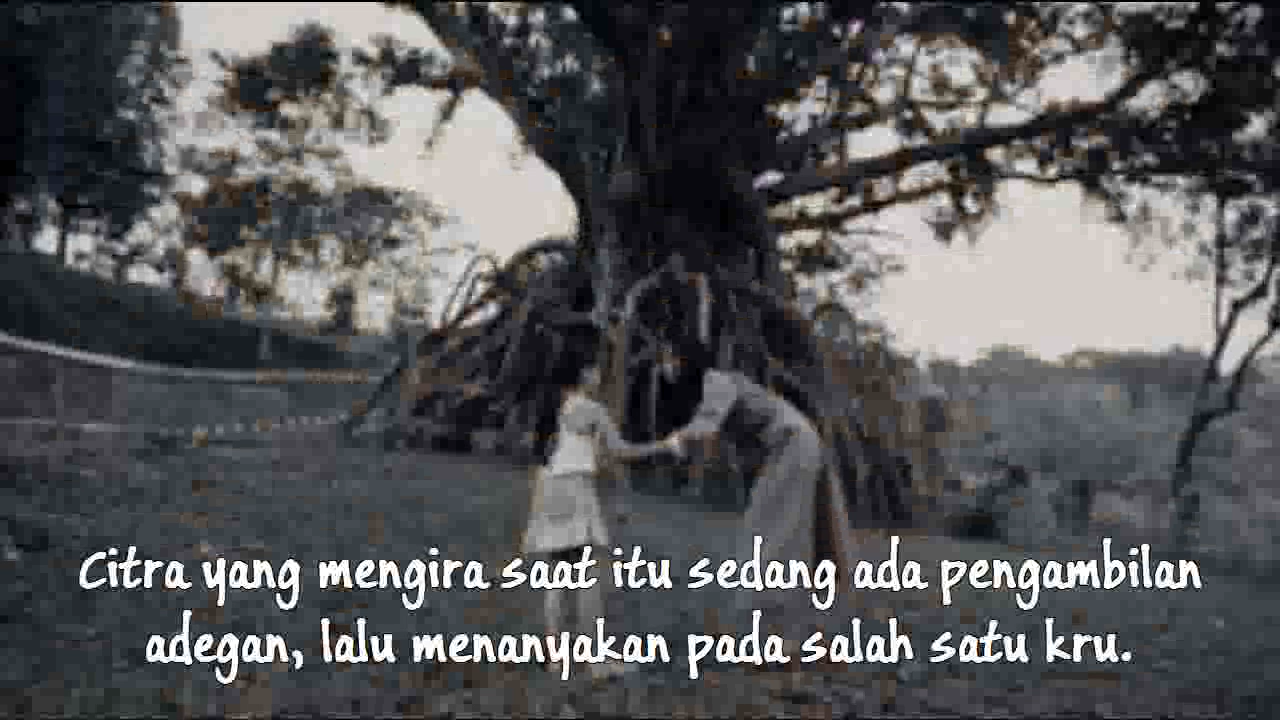 Citra yang mengira saat itu sedang ada pengambilan
adegan, lalu menanyakan pada salah satu kru.